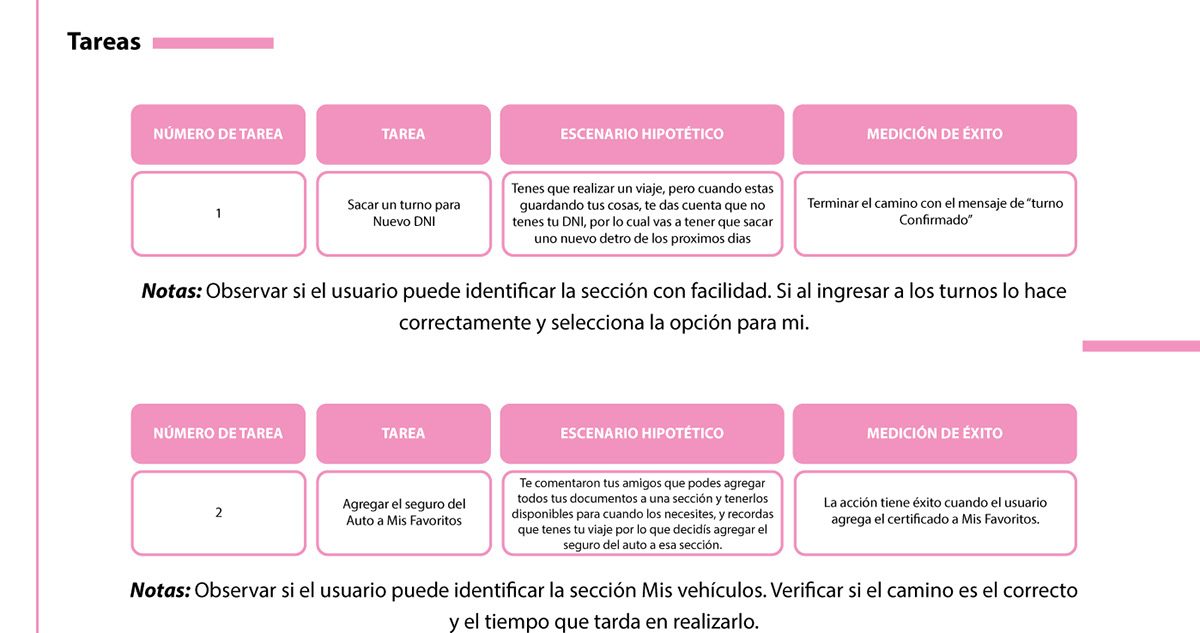 Tareas
NÚMERO DE TAREA
TAREA
ESCENARIO HIPOTÉTICO
MEDICIÓN DE ÉXITO
1
Sacar un turno para
Nuevo DNI
Tenes que realizar un viaje, pero cuando estas
guardando tus cosas, te das cuenta que no
tenes tu DNI, por lo cual vas a tener que sacar
uno nuevo detro de los proximos dias
Terminar el camino con el mensaje de “turno
Confirmado”
Notas: Observar si el usuario puede identificar la sección con facilidad. Si al ingresar a los turnos lo hace
correctamente y selecciona la opción para mi.
NÚMERO DE TAREA
TAREA
ESCENARIO HIPOTÉTICO
MEDICIÓN DE ÉXITO
2
Agregar el seguro del
Auto a Mis Favoritos
Te comentaron tus amigos que podes agregar
todos tus documentos a una sección y tenerlos
disponibles para cuando los necesites, y recordas
que tenes tu viaje por lo que decidís agregar el
seguro del auto a esa sección.
La acción tiene éxito cuando el usuario
agrega el certificado a Mis Favoritos.
Notas: Observar si el usuario puede identificar la sección Mis vehículos. Verificar si el camino es el correcto
y el tiempo que tarda en realizarlo.